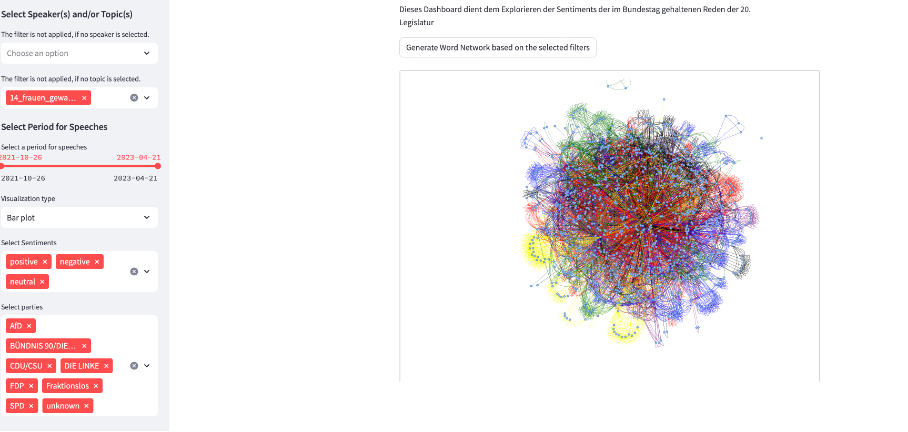 Select Speaker(s) and/or Topic(s)
The filter is not applied, if no speaker is selected.
Choose an option
The filter is not applied, if no topic is selected.
14_frauen_gewa... ×
Select Period for Speeches
Select a period for speeches
2021-10-26 2023-04-21
2021-10-26 2023-04-21
Visualization type
Bar plot
Select Sentiments
positive × negative ×
neutral ×
Select parties
AfD ×
BÜNDNIS 90/DIE... ×
CDU/CSU × DIE LINKE ×
FDP × Fraktionslos ×
SPD × unknown ×
Dieses Dashboard dient dem Explorieren der Sentiments der im Bundestag gehaltenen Reden der 20.
Legislatur
Generate Word Network based on the selected filters